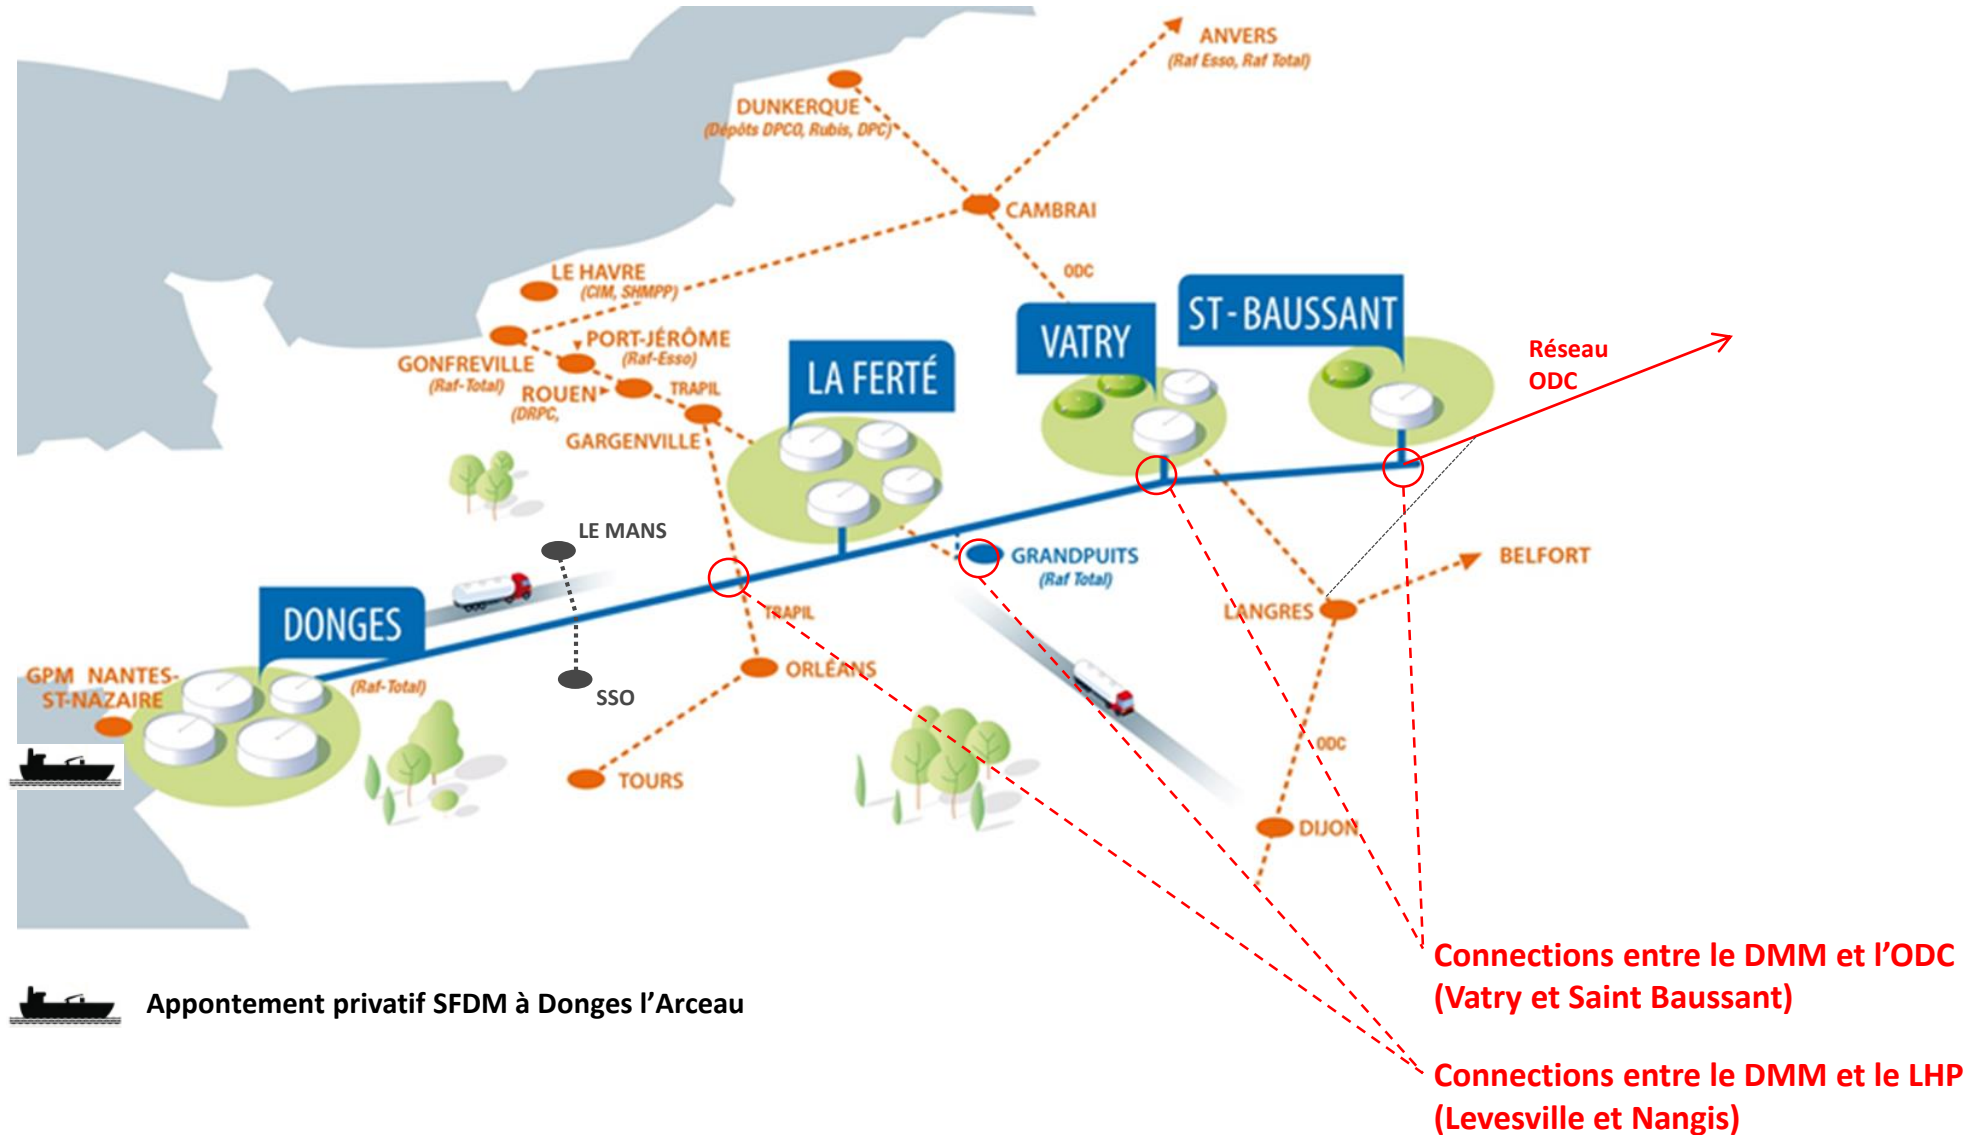 ANVERS
(Raf Esso, Raf Total)
DUNKERQUE
(Dépôts DPCO, Rubis, DPC)
CAMBRAI
ODC
LE HAVRE
(CIM, SHMPP)
PORT-JÉRÔME
(Raf-Esso)
GONFREVILLE
(Raf-Total)
ROUEN
(DRPC,
TRAPIL
GARGENVILLE
LA FERTÉ
VATRY
ST-BAUSSANT
Réseau
ODC
LE MANS
GRANDPUITS
(Raf Total)
BELFORT
LANGRES
DONGES
TRAPIL
GPM NANTES-
ST-NAZAIRE
(Raf-Total)
SSO
ORLÉANS
TOURS
ODC
DIJON
Connections entre le DMM et l’ODC
(Vatry et Saint Baussant)
Appontement privatif SFDM à Donges l’Arceau
Connections entre le DMM et le LHP
(Levesville et Nangis)